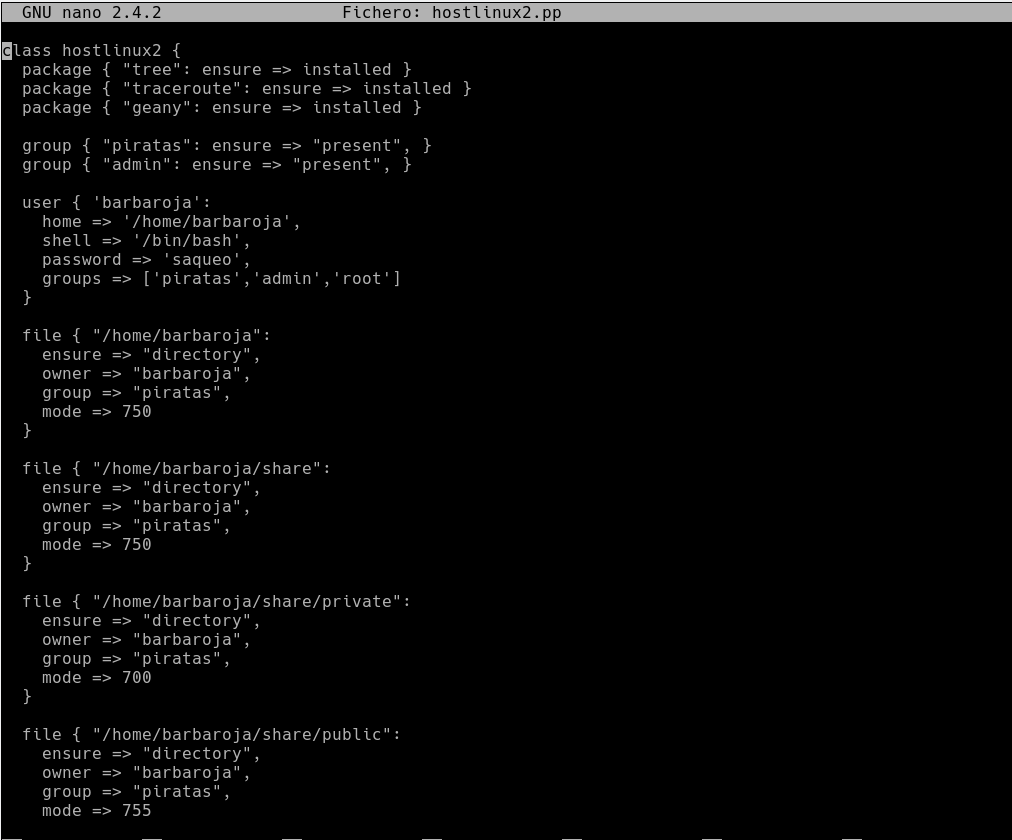 GNU nano 2.4.2 Fichero: hostlinux2.pp
class hostlinux2 {
  package { "tree": ensure => installed }
  package { "traceroute": ensure => installed }
  package { "geany": ensure => installed }

  group { "piratas": ensure => "present", }
  group { "admin": ensure => "present", }

  user { 'barbaroja':
    home => '/home/barbaroja',
    shell => '/bin/bash',
    password => 'saqueo',
    groups => ['piratas','admin','root']
  }

  file { "/home/barbaroja":
    ensure => "directory",
    owner => "barbaroja",
    group => "piratas",
    mode => 750
  }

  file { "/home/barbaroja/share":
    ensure => "directory",
    owner => "barbaroja",
    group => "piratas",
    mode => 750
  }

  file { "/home/barbaroja/share/private":
    ensure => "directory",
    owner => "barbaroja",
    group => "piratas",
    mode => 700
  }

  file { "/home/barbaroja/share/public":
    ensure => "directory",
    owner => "barbaroja",
    group => "piratas",
    mode => 755